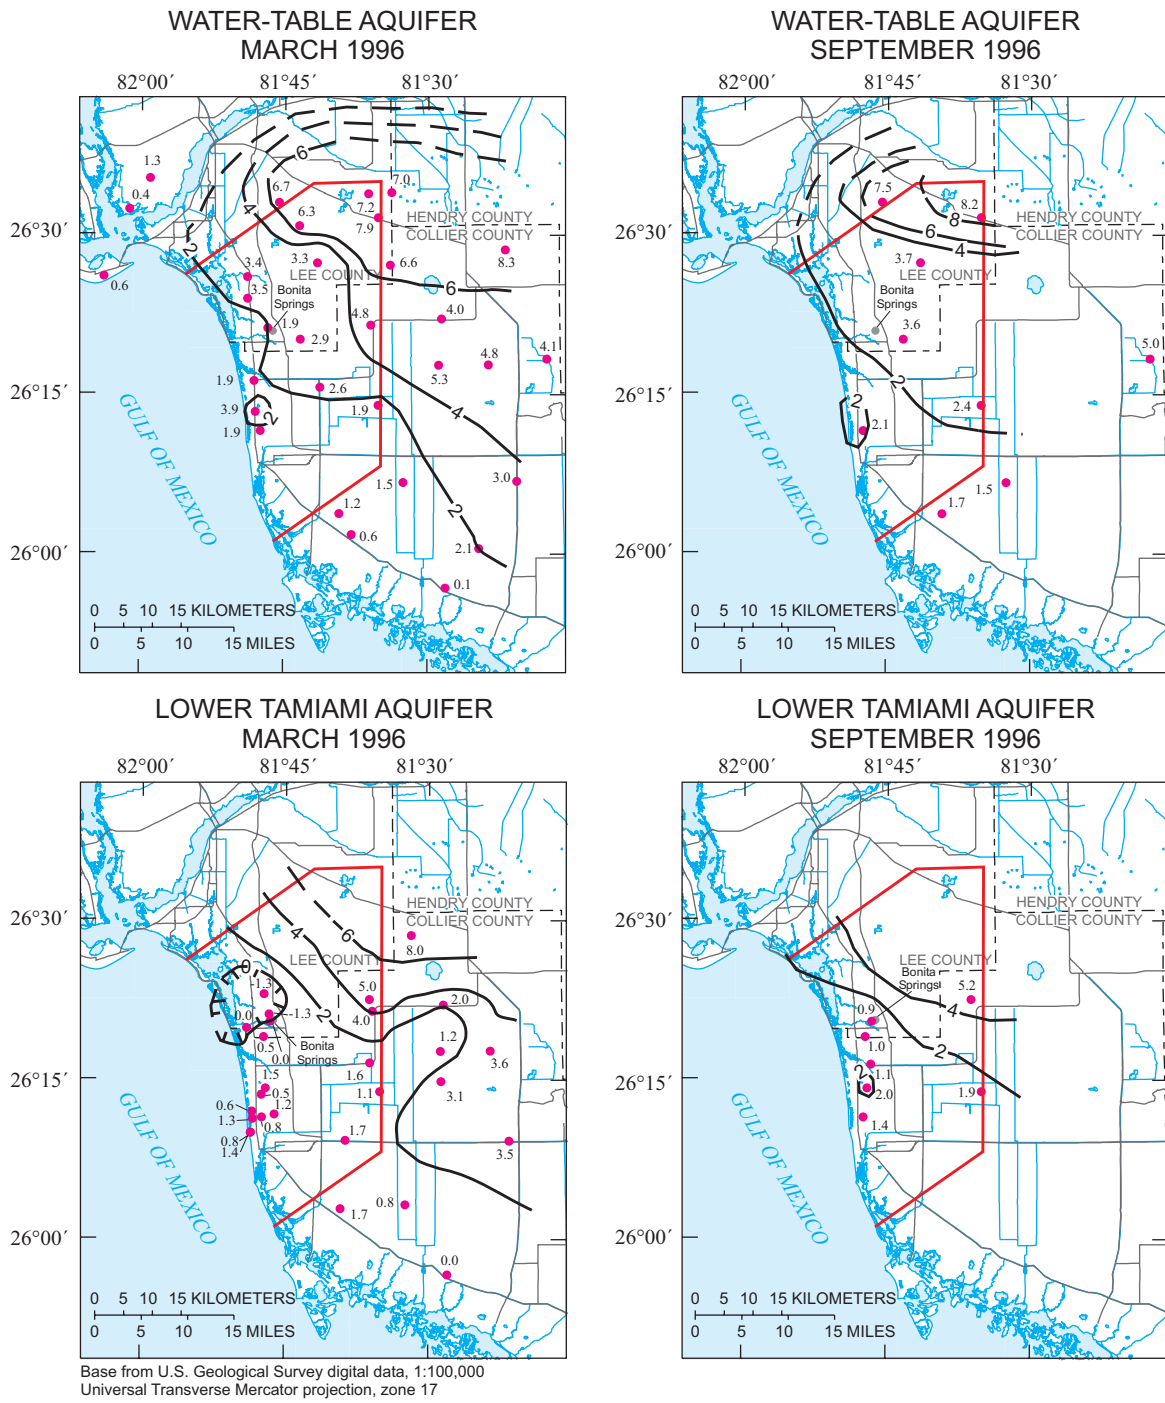 WATER-TABLE AQUIFER
MARCH 1996
82°00´ 81°45´ 81°30´
26°30´
26°15´
26°00´
1.3
0.4
0.6
6
4
2
6.7
6.3
7.0
7.2
7.9
HENDRY COUNTY
COLLIER COUNTY
8.3
3.4
3.3
LEE COUNTY
6.6
6
3.5
Bonita
Springs
1.9
2.9
4.8
4.0
4.1
4.8
5.3
1.9
2.6
3.9
2
1.9
1.9
4
GULF OF MEXICO
1.5
3.0
1.2
0.6
2
2.1
0.1
0 5 10 15 KILOMETERS
0 5 10 15 MILES
WATER-TABLE AQUIFER
SEPTEMBER 1996
82°00´ 81°45´ 81°30´
26°30´
26°15´
26°00´
7.5
8.2
8
HENDRY COUNTY
COLLIER COUNTY
6
4
3.7
LEE COUNTY
Bonita
Springs
3.6
5.0
2
2
2.4
2.1
GULF OF MEXICO
1.5
1.7
0 5 10 15 KILOMETERS
0 5 10 15 MILES
LOWER TAMIAMI AQUIFER
MARCH 1996
82°00´ 81°45´ 81°30´
26°30´
26°15´
26°00´
HENDRY COUNTY
COLLIER COUNTY
4
6
8.0
LEE COUNTY
0
-1.3
5.0
2.0
0.0
-1.3
2
4.0
0.5
0.0
Bonita
Springs
1.2
3.6
1.6
1.5
0.5
1.1
3.1
0.6
1.2
1.3
0.8
0.8
1.4
1.7
3.5
GULF OF MEXICO
1.7
0.8
0.0
0 5 10 15 KILOMETERS
0 5 10 15 MILES
LOWER TAMIAMI AQUIFER
SEPTEMBER 1996
82°00´ 81°45´ 81°30´
26°30´
26°15´
26°00´
HENDRY COUNTY
COLLIER COUNTY
LEE COUNTY
Bonita
Springs
5.2
4
0.9
1.0
2
1.1
2
2.0
1.9
1.4
GULF OF MEXICO
0 5 10 15 KILOMETERS
0 5 10 15 MILES
Base from U.S. Geological Survey digital data, 1:100,000
Universal Transverse Mercator projection, zone 17